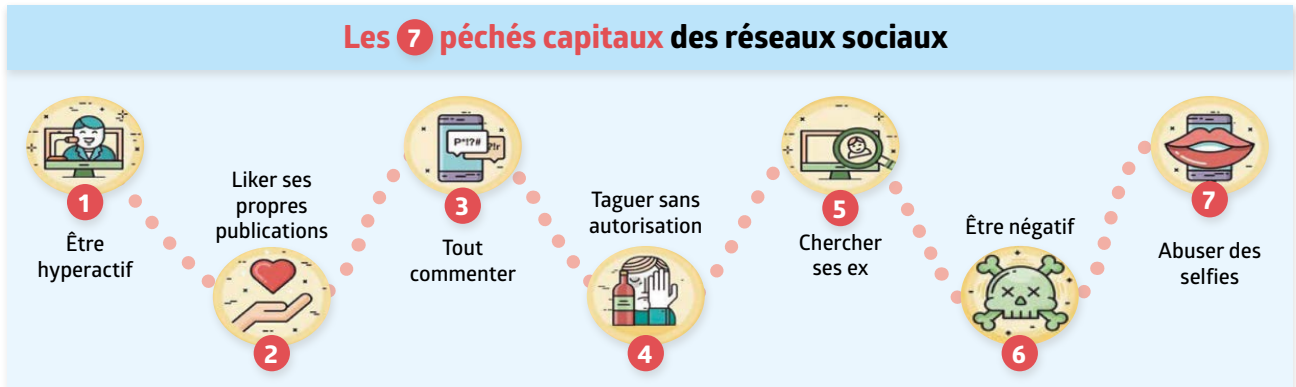 Les 7 péchés capitaux des réseaux sociaux
1
Être
hyperactif
Liker ses
propres
publications
2
P*!?#
?!r
3
Tout
commenter
Taguer sans
autorisation
4
5
Chercher
ses ex
Être négatif
6
7
Abuser des
selfies